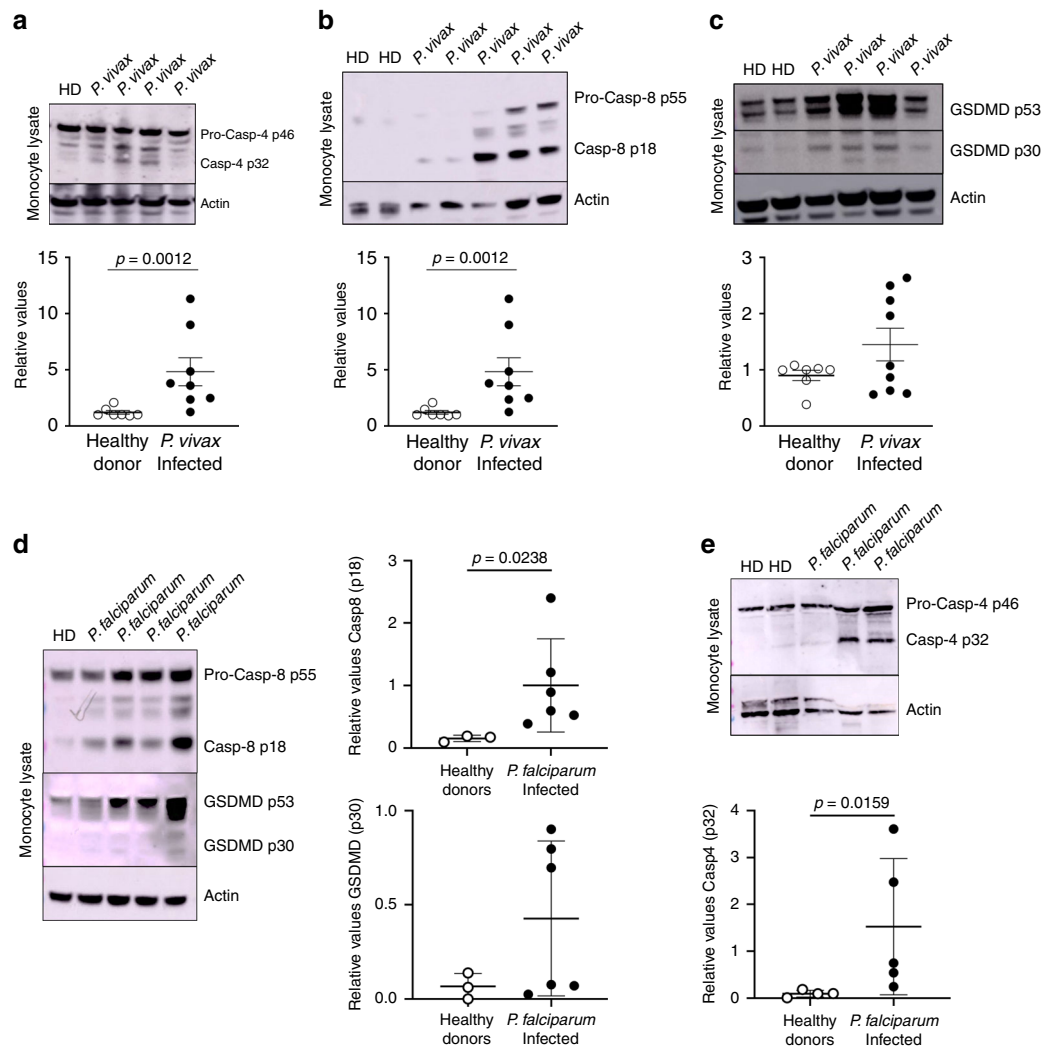 a
HD P. vivax P. vivax P. vivax P. vivax
Monocyte lysate
Pro-Casp-4 p46
Casp-4 p32
Actin
15
10
5
0
Relative values
p = 0.0012
Healthy donor
P. vivax Infected
b
HD HD P. vivax P. vivax P. vivax P. vivax P. vivax
Monocyte lysate
Pro-Casp-8 p55
Casp-8 p18
Actin
15
10
5
0
Relative values
p = 0.0012
Healthy donor
P. vivax Infected
c
HD HD P. vivax P. vivax P. vivax P. vivax
Monocyte lysate
GSDMD p53
GSDMD p30
Actin
3
2
1
0
Relative values
Healthy donor
P. vivax Infected
d
HD P. falciparum P. falciparum P. falciparum P. falciparum
Monocyte lysate
Pro-Casp-8 p55
Casp-8 p18
GSDMD p53
GSDMD p30
Actin
3
2
1
0
Relative values Casp8 (p18)
p = 0.0238
Healthy donors
P. falciparum Infected
1.0
0.5
0.0
Relative values GSDMD (p30)
Healthy donors
P. falciparum Infected
e
HD HD P. falciparum P. falciparum P. falciparum
Monocyte lysate
Pro-Casp-4 p46
Casp-4 p32
Actin
4
3
2
1
0
Relative values Casp4 (p32)
p = 0.0159
Healthy donors
P. falciparum Infected